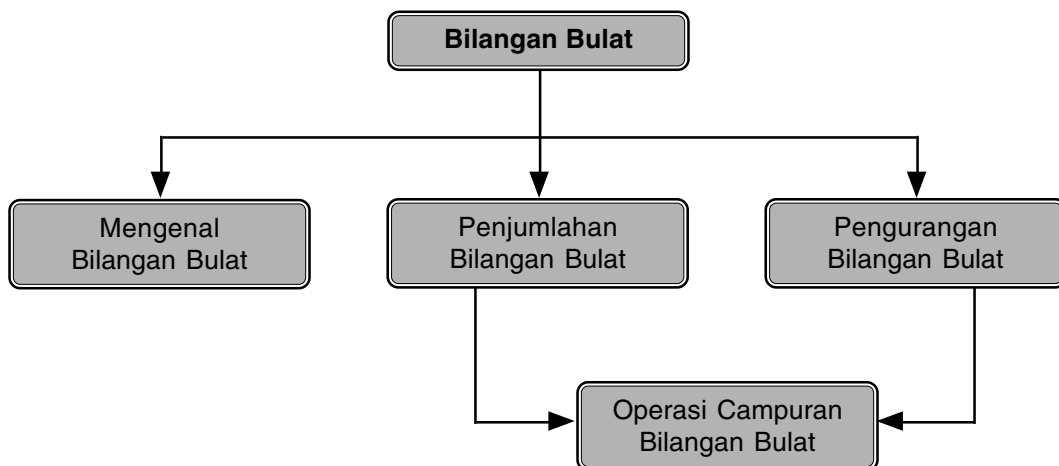 Bilangan Bulat
Mengenal
Bilangan Bulat
Penjumlahan
Bilangan Bulat
Pengurangan
Bilangan Bulat
Operasi Campuran
Bilangan Bulat